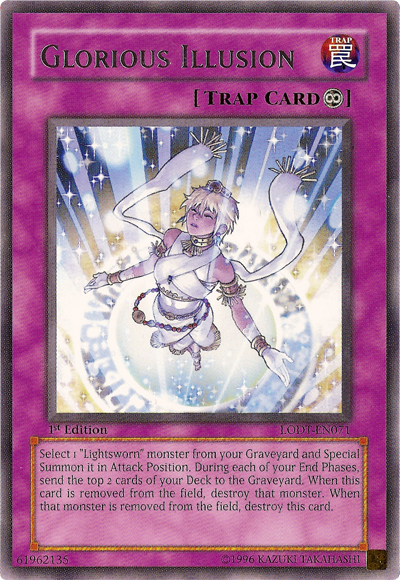 Glorious Illusion
TRAP
罠
[ Trap Card ]
1st Edition
LODT-EN071
Select 1 "Lightsworn" monster from your Graveyard and Special
Summon it in Attack Position. During each of your End Phases,
send the top 2 cards of your Deck to the Graveyard. When this
card is removed from the field, destroy that monster. When
that monster is removed from the field, destroy this card.
61962135
©1996 KAZUKI TAKAHASHI